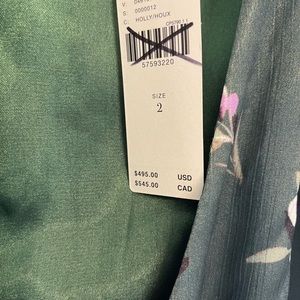 S: 0000012
C: HOLLY/HOUX
57593220
SIZE
2
$495.00 USD
$545.00 CAD